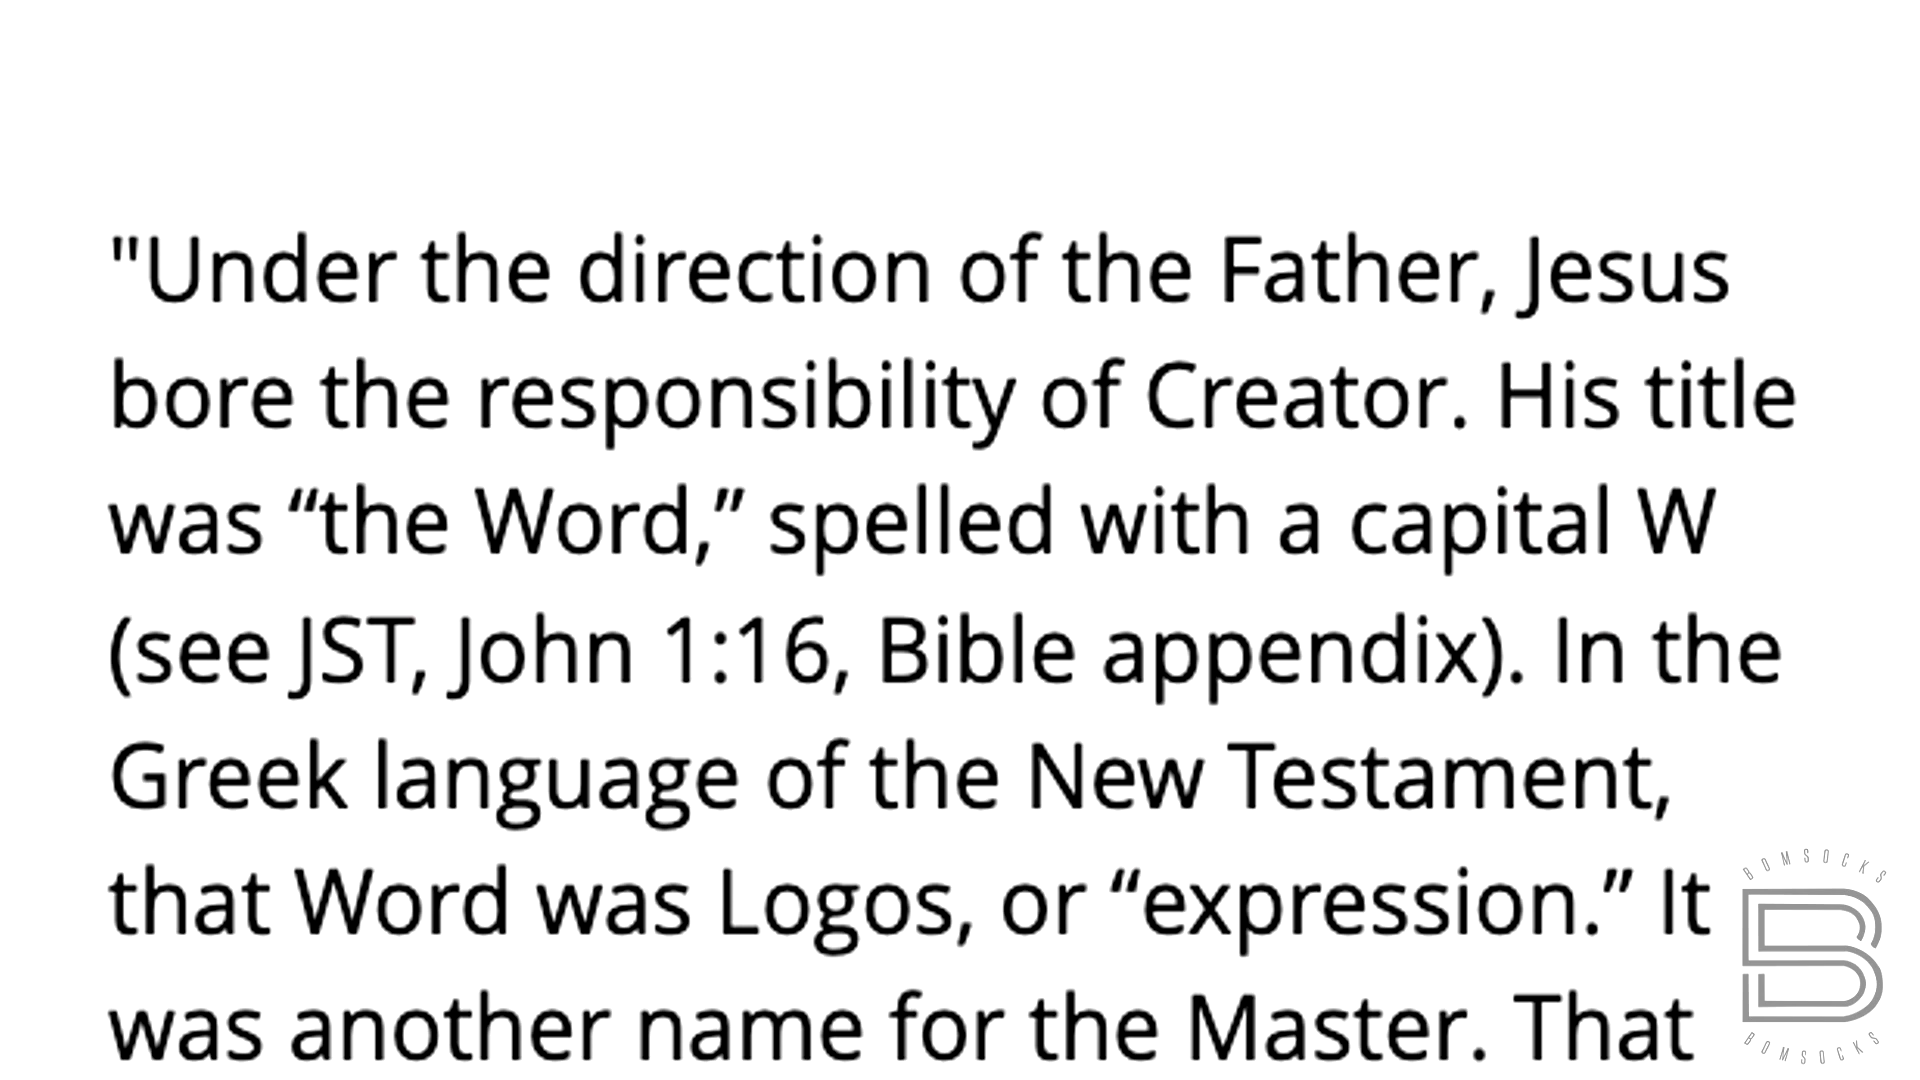 "Under the direction of the Father, Jesus
bore the responsibility of Creator. His title
was “the Word,” spelled with a capital W
(see JST, John 1:16, Bible appendix). In the
Greek language of the New Testament,
that Word was Logos, or “expression.” It
was another name for the Master. That
BOMSOCKS
B
BOMSOCKS